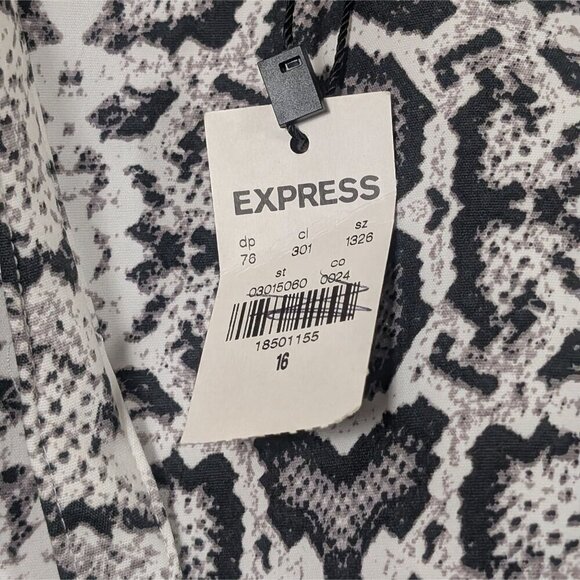 EXPRESS
dp cl sz
76 301 1326
st co
03015060 0024
18501155
16